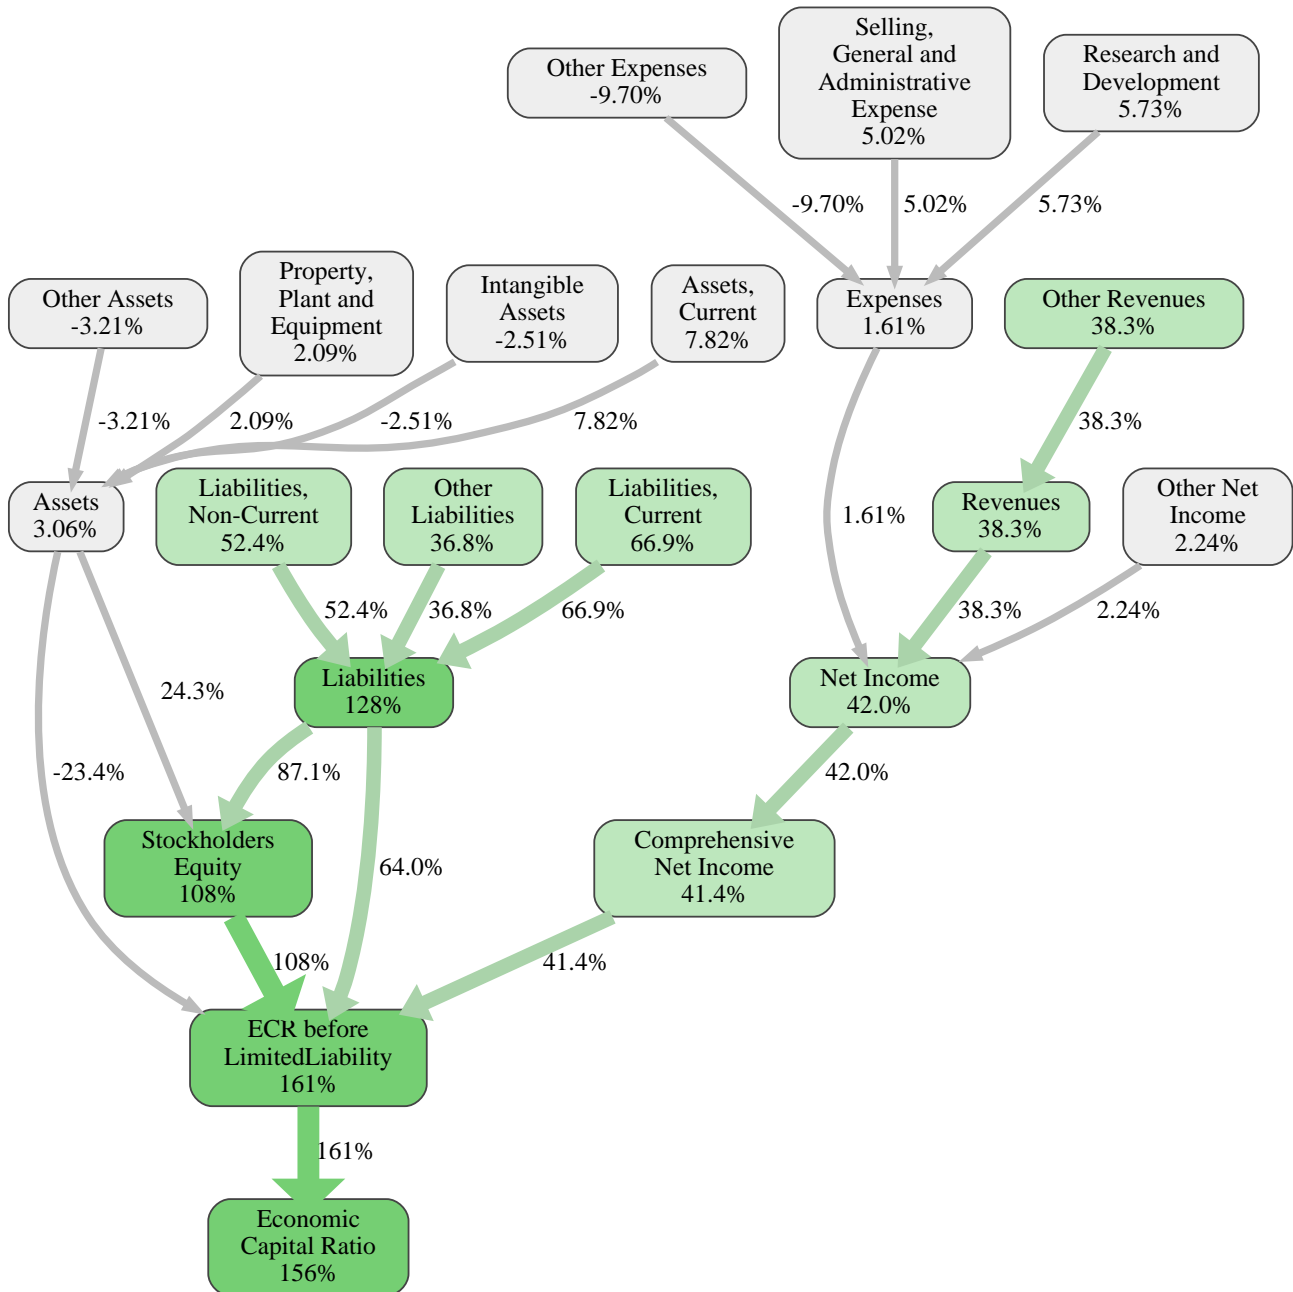 Selling,
General and
Administrative
Expense
5.02%
Other Expenses
-9.70%
Research and
Development
5.73%
-9.70%
5.02%
5.73%
Other Assets
-3.21%
Property,
Plant and
Equipment
2.09%
Intangible
Assets
-2.51%
Assets,
Current
7.82%
Expenses
1.61%
Other Revenues
38.3%
-3.21%
2.09%
-2.51%
7.82%
38.3%
Assets
3.06%
Liabilities,
Non-Current
52.4%
Other
Liabilities
36.8%
Liabilities,
Current
66.9%
1.61%
Revenues
38.3%
Other Net
Income
2.24%
52.4%
36.8%
66.9%
38.3%
2.24%
24.3%
Liabilities
128%
Net Income
42.0%
-23.4%
87.1%
42.0%
Stockholders
Equity
108%
64.0%
Comprehensive
Net Income
41.4%
108%
41.4%
ECR before
LimitedLiability
161%
161%
Economic
Capital Ratio
156%